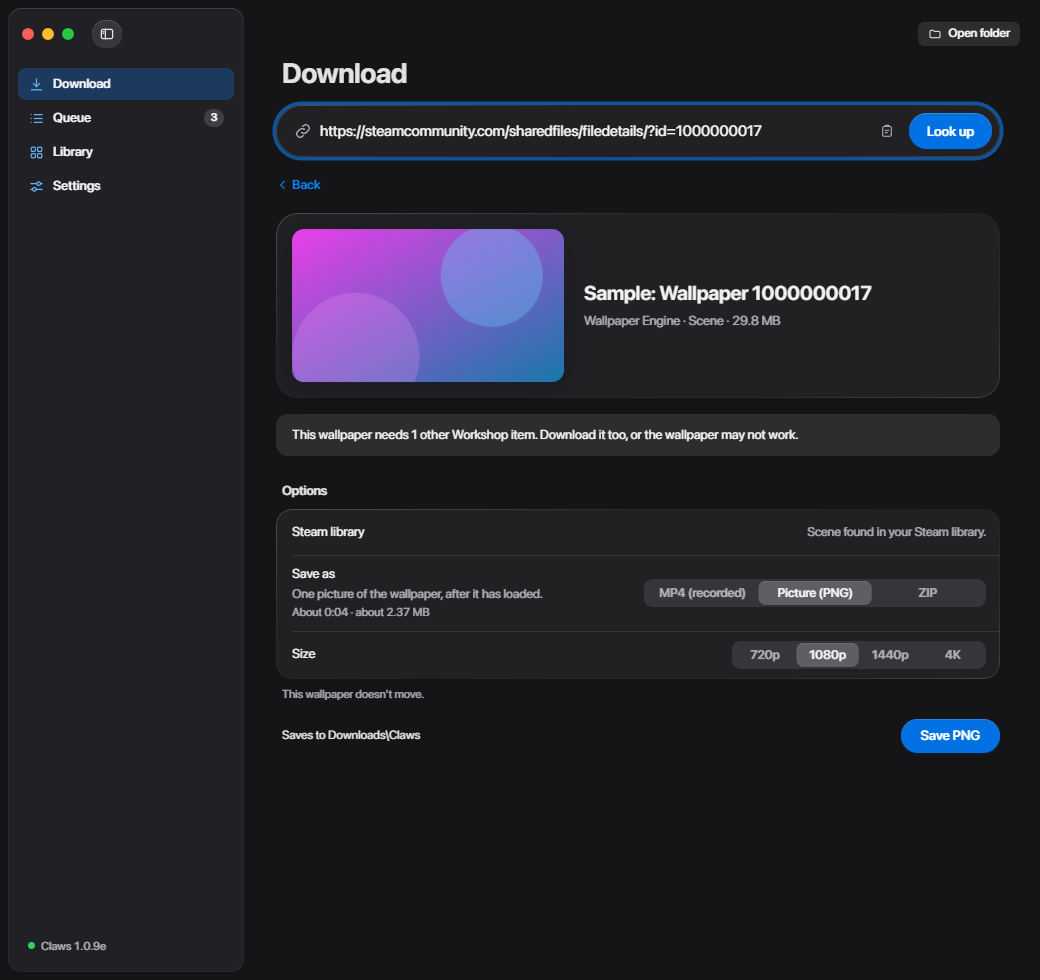 Open folder
Download
Queue
3
Library
Settings
Download
https://steamcommunity.com/sharedfiles/filedetails/?id=1000000017
Look up
Back
Sample: Wallpaper 1000000017
Wallpaper Engine · Scene · 29.8 MB
This wallpaper needs 1 other Workshop item. Download it too, or the wallpaper may not work.
Options
Steam library
Scene found in your Steam library.
Save as
One picture of the wallpaper, after it has loaded.
About 0:04 · about 2.37 MB
MP4 (recorded)
Picture (PNG)
ZIP
Size
720p
1080p
1440p
4K
This wallpaper doesn't move.
Saves to Downloads\Claws
Save PNG
Claws 1.0.9e